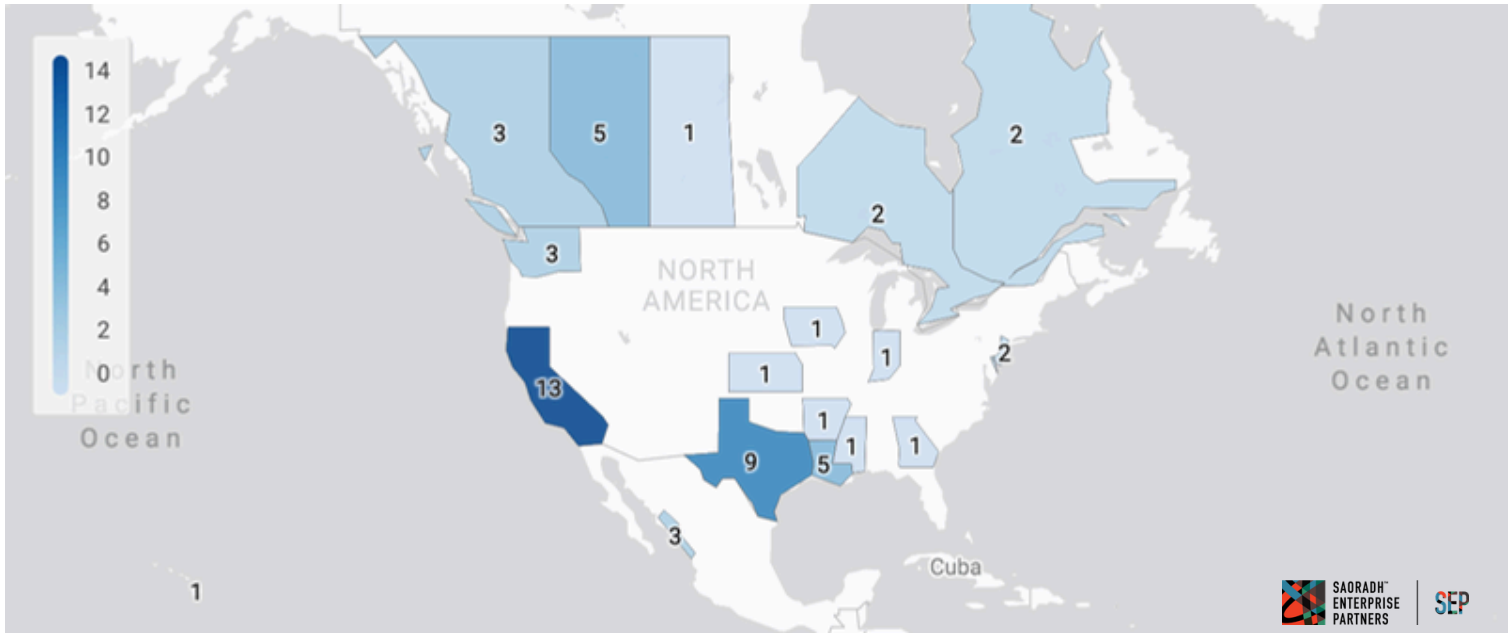 14
12
10
8
6
4
2
0
North
Pacific
Ocean
3
5
1
2
2
3
NORTH
AMERICA
1
1
1
2
13
1
1
1
9
5
3
1
Cuba
North
Atlantic
Ocean
SAORADH™
ENTERPRISE
PARTNERS
SEP